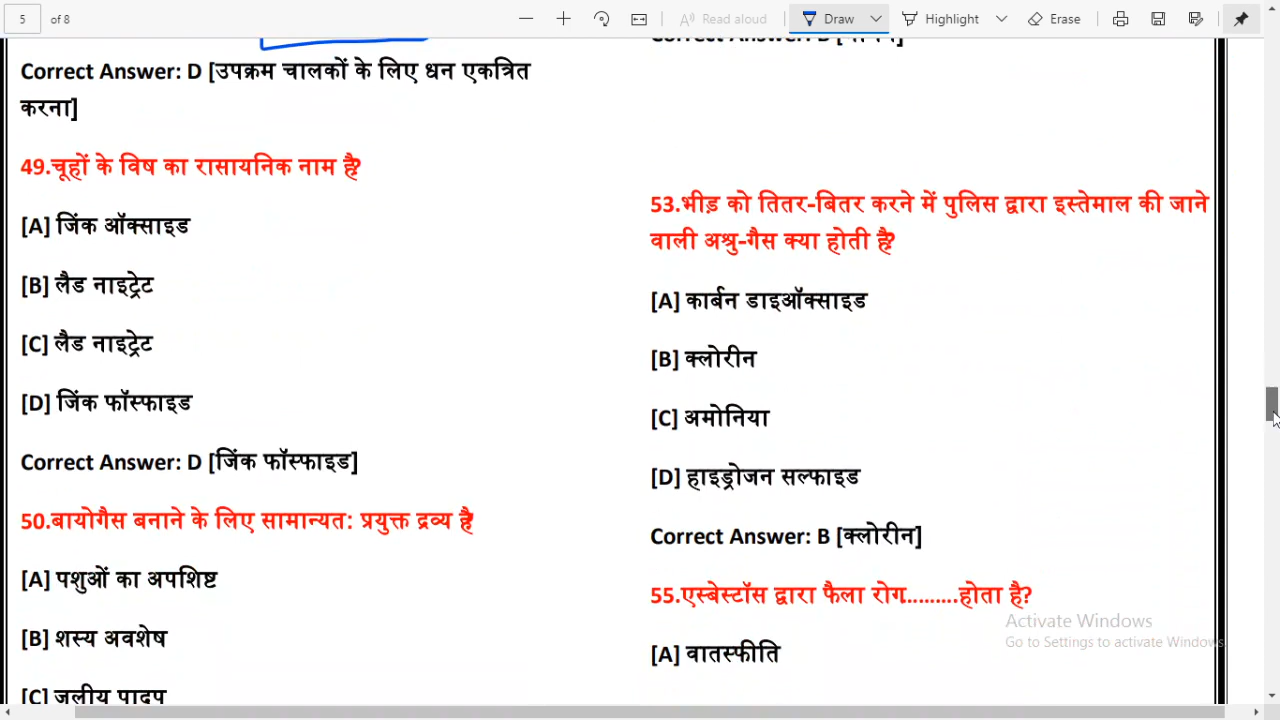 5 of 8
Read aloud
Draw
Highlight
Erase
Correct Answer: D [उपक्रम चालकों के लिए धन एकत्रित
करना]
49.चूहों के विष का रासायनिक नाम है?
[A] जिंक ऑक्साइड
[B] लैड नाइट्रेट
[C] लैड नाइट्रेट
[D] जिंक फॉस्फाइड
Correct Answer: D [जिंक फॉस्फाइड]
50.बायोगैस बनाने के लिए सामान्यत: प्रयुक्त द्रव्य है
[A] पशुओं का अपशिष्ट
[B] शस्य अवशेष
[C] जलीय पादप
53.भीड़ को तितर-बितर करने में पुलिस द्वारा इस्तेमाल की जाने
वाली अश्रु-गैस क्या होती है?
[A] कार्बन डाइऑक्साइड
[B] क्लोरीन
[C] अमोनिया
[D] हाइड्रोजन सल्फाइड
Correct Answer: B [क्लोरीन]
55.एस्बेस्टॉस द्वारा फैला रोग.........होता है?
[A] वातस्फीति
Activate Windows
Go to Settings to activate Windows